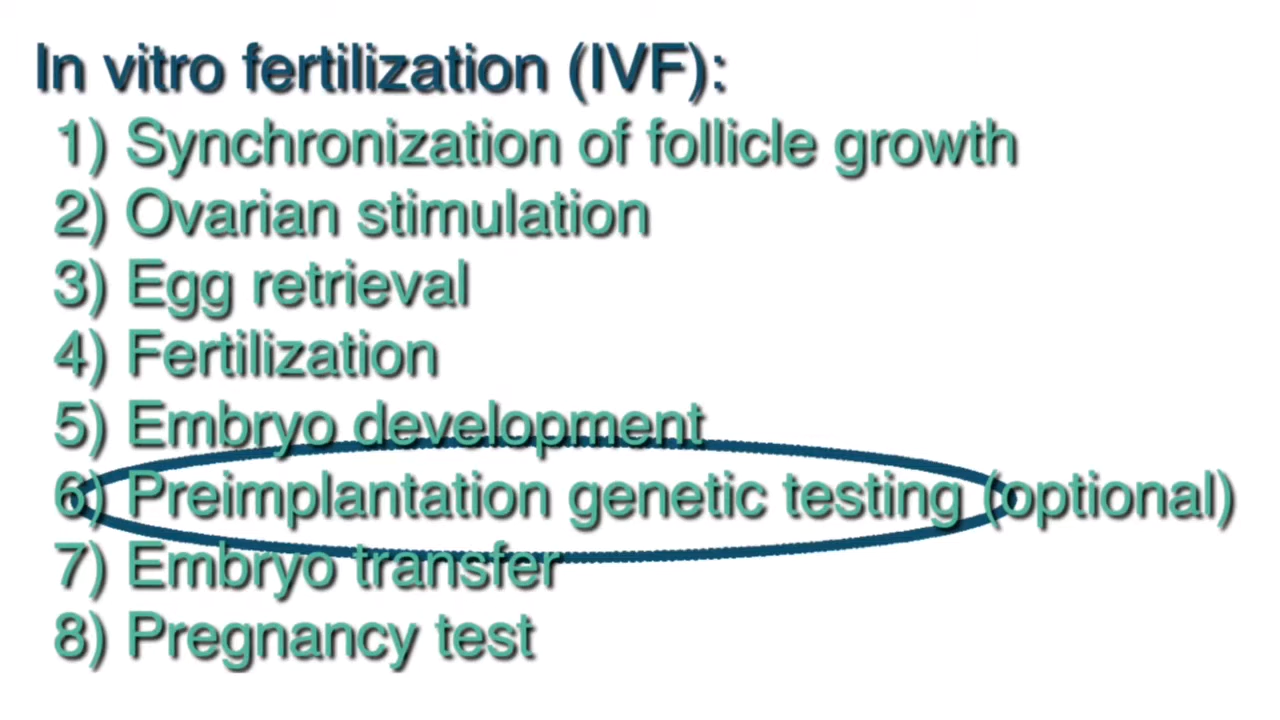 In vitro fertilization (IVF):
1) Synchronization of follicle growth
2) Ovarian stimulation
3) Egg retrieval
4) Fertilization
5) Embryo development
6) Preimplantation genetic testing (optional)
7) Embryo transfer
8) Pregnancy test